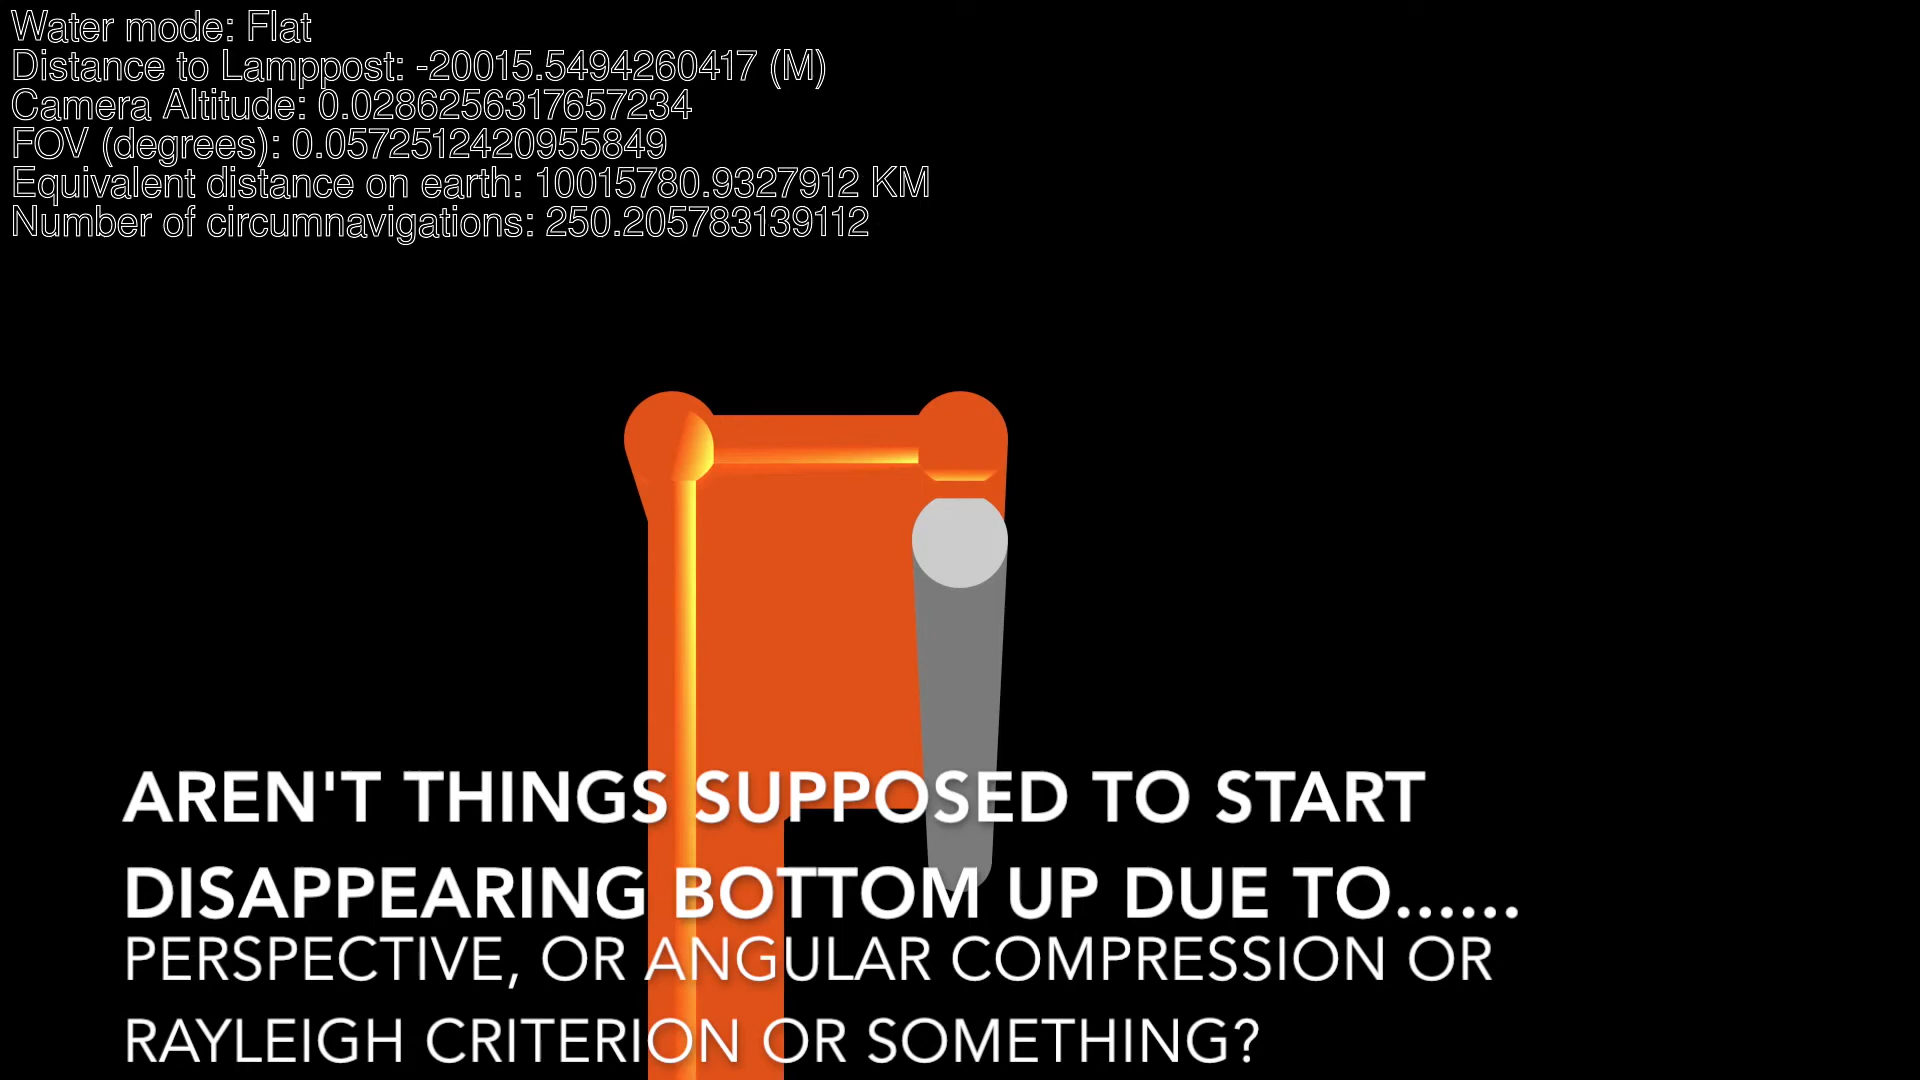 Water mode: Flat
Distance to Lamppost: -20015.5494260417 (M)
Camera Altitude: 0.0286256317657234
FOV (degrees): 0.0572512420955849
Equivalent distance on earth: 10015780.9327912 KM
Number of circumnavigations: 250.205783139112
AREN'T THINGS SUPPOSED TO START
DISAPPEARING BOTTOM UP DUE TO......
PERSPECTIVE, OR ANGULAR COMPRESSION OR
RAYLEIGH CRITERION OR SOMETHING?